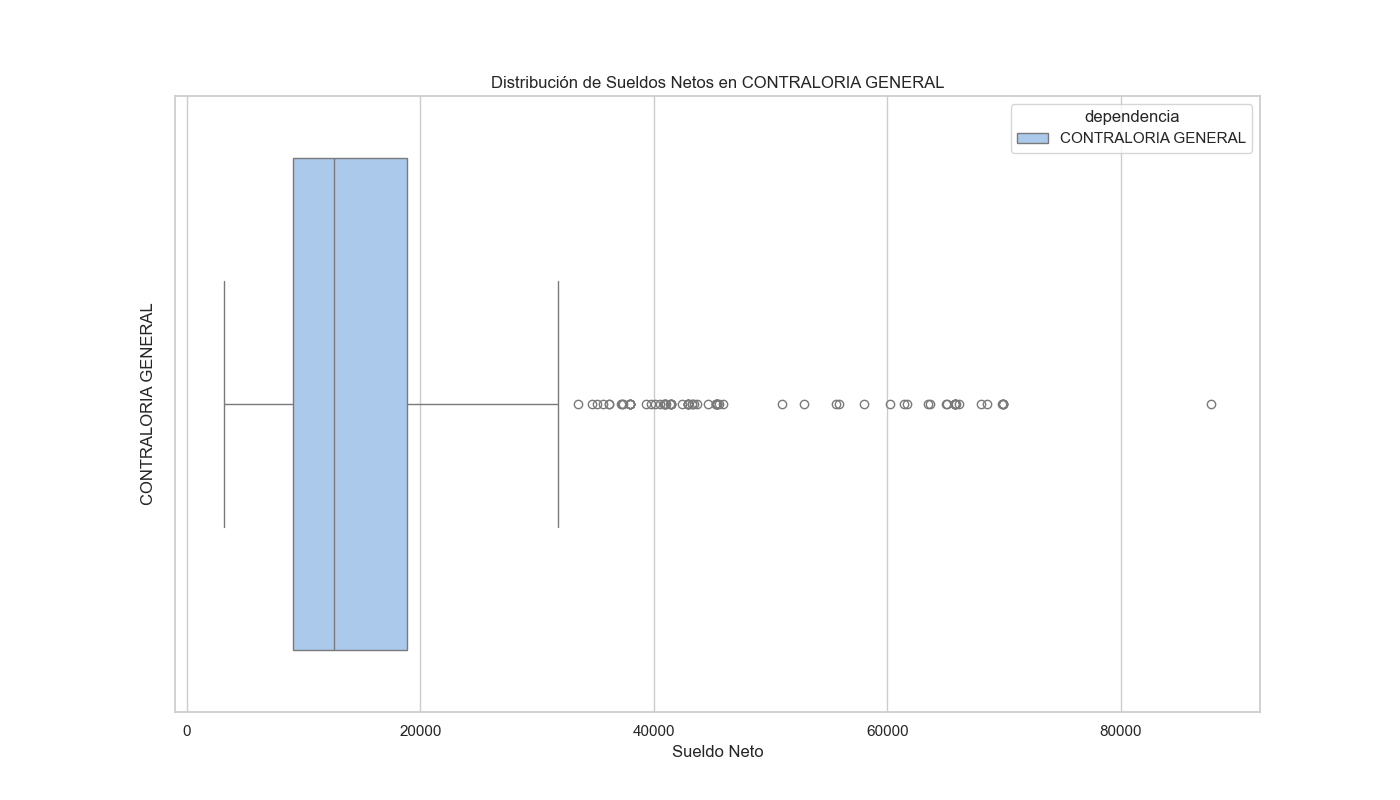 Distribución de Sueldos Netos en CONTRALORIA GENERAL
dependencia
CONTRALORIA GENERAL
CONTRALORIA GENERAL
0
20000
40000
60000
80000
Sueldo Neto